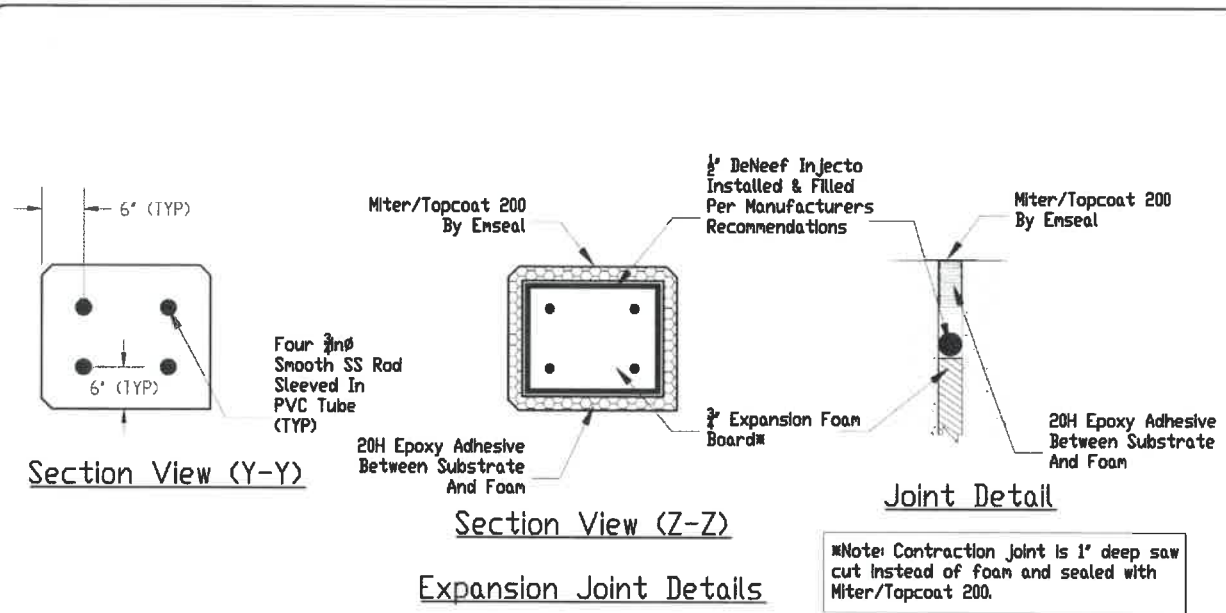 6" (TYP)
6" (TYP)
Four ¾inø
Smooth SS Rod
Sleeved In
PVC Tube
(TYP)
Section View (Y-Y)
Miter/Topcoat 200
By Emseal
½" DeNeef Injecto
Installed & Filled
Per Manufacturers
Recommendations
20H Epoxy Adhesive
Between Substrate
And Foam
¾" Expansion Foam
Board*
Section View (Z-Z)
Miter/Topcoat 200
By Emseal
20H Epoxy Adhesive
Between Substrate
And Foam
Joint Detail
*Note: Contraction joint is 1" deep saw
cut instead of foam and sealed with
Miter/Topcoat 200.
Expansion Joint Details